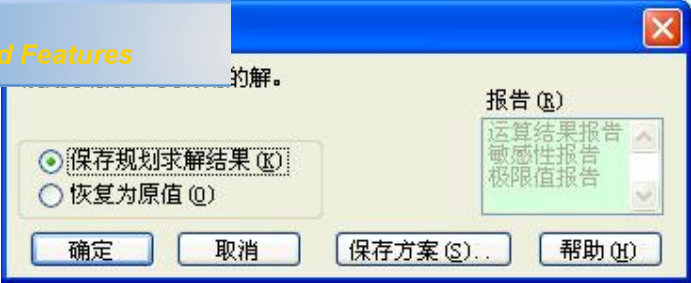 d Features
的解。
报告(R)
运算结果报告
敏感性报告
极限值报告
保存规划求解结果(K)
恢复为原值(O)
确定
取消
保存方案(S)..
帮助(H)